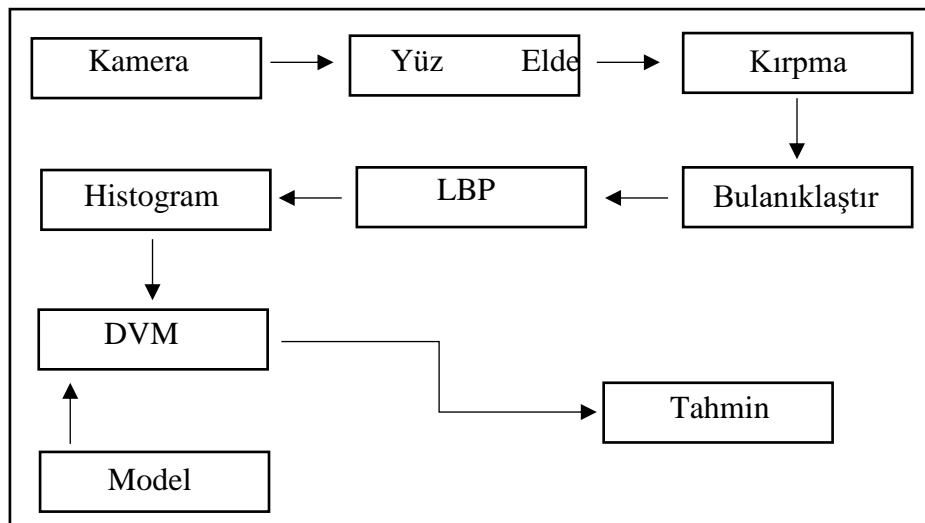 Kamera
Yüz Elde
Kırpma
Bulanıklaştır
LBP
Histogram
DVM
Model
Tahmin